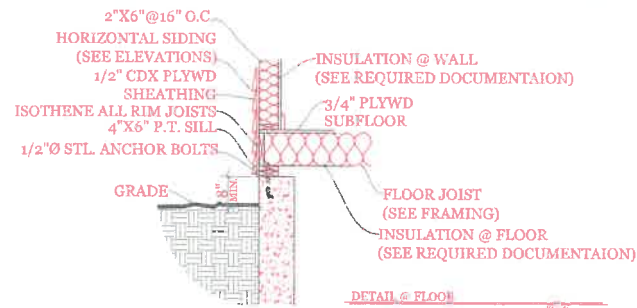 2"X6"@16" O.C
HORIZONTAL SIDING
(SEE ELEVATIONS)
1/2" CDX PLYWD
SHEATHING
ISOTHENE ALL RIM JOISTS
4"X6" P.T. SILL
1/2"Ø STL. ANCHOR BOLTS
GRADE
8"
MIN.
INSULATION @ WALL
(SEE REQUIRED DOCUMENTAION)
3/4" PLYWD
SUBFLOOR
FLOOR JOIST
(SEE FRAMING)
INSULATION @ FLOOR
(SEE REQUIRED DOCUMENTAION)
DETAIL @ FLOO